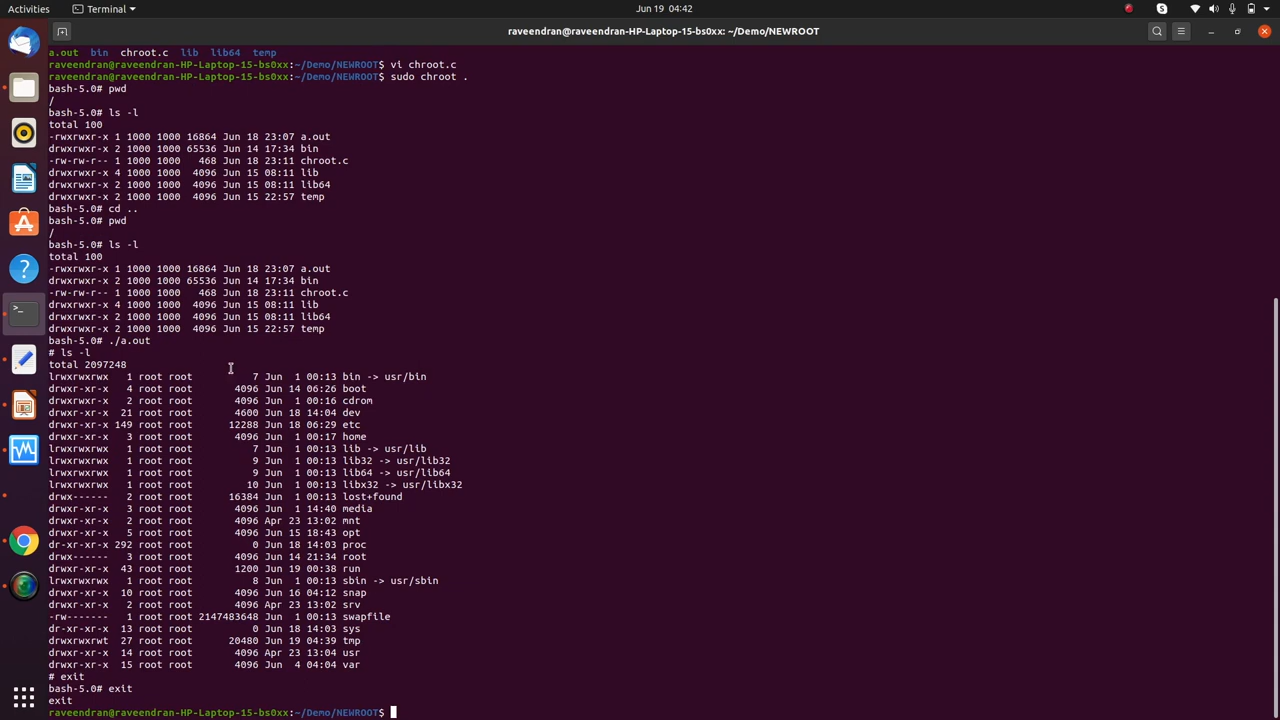 Activities
Terminal
Jun 19 04:42
raveendran@raveendran-HP-Laptop-15-bs0xx: ~/Demo/NEWROOT
a.out  bin  chroot.c  lib  lib64  temp
raveendran@raveendran-HP-Laptop-15-bs0xx:~/Demo/NEWROOT$ vi chroot.c
raveendran@raveendran-HP-Laptop-15-bs0xx:~/Demo/NEWROOT$ sudo chroot .
bash-5.0# pwd
/
bash-5.0# ls -l
total 100
-rwxrwxr-x 1 1000 1000 16864 Jun 18 23:07 a.out
drwxrwxr-x 2 1000 1000 65536 Jun 14 17:34 bin
-rw-rw-r-- 1 1000 1000   468 Jun 18 23:11 chroot.c
drwxrwxr-x 4 1000 1000  4096 Jun 15 08:11 lib
drwxrwxr-x 2 1000 1000  4096 Jun 15 08:11 lib64
drwxrwxr-x 2 1000 1000  4096 Jun 15 22:57 temp
bash-5.0# cd ..
bash-5.0# pwd
/
bash-5.0# ls -l
total 100
-rwxrwxr-x 1 1000 1000 16864 Jun 18 23:07 a.out
drwxrwxr-x 2 1000 1000 65536 Jun 14 17:34 bin
-rw-rw-r-- 1 1000 1000   468 Jun 18 23:11 chroot.c
drwxrwxr-x 4 1000 1000  4096 Jun 15 08:11 lib
drwxrwxr-x 2 1000 1000  4096 Jun 15 08:11 lib64
drwxrwxr-x 2 1000 1000  4096 Jun 15 22:57 temp
bash-5.0# ./a.out
# ls -l
total 2097248
lrwxrwxrwx   1 root root          7 Jun  1 00:13 bin -> usr/bin
drwxr-xr-x   4 root root       4096 Jun 14 06:26 boot
drwxrwxr-x   2 root root       4096 Jun  1 00:16 cdrom
drwxr-xr-x  21 root root       4600 Jun 18 14:04 dev
drwxr-xr-x 149 root root      12288 Jun 18 06:29 etc
drwxr-xr-x   3 root root       4096 Jun  1 00:17 home
lrwxrwxrwx   1 root root          7 Jun  1 00:13 lib -> usr/lib
lrwxrwxrwx   1 root root          9 Jun  1 00:13 lib32 -> usr/lib32
lrwxrwxrwx   1 root root          9 Jun  1 00:13 lib64 -> usr/lib64
lrwxrwxrwx   1 root root         10 Jun  1 00:13 libx32 -> usr/libx32
drwx------   2 root root      16384 Jun  1 00:13 lost+found
drwxr-xr-x   3 root root       4096 Jun  1 14:40 media
drwxr-xr-x   2 root root       4096 Apr 23 13:02 mnt
drwxr-xr-x   5 root root       4096 Jun 15 18:43 opt
dr-xr-xr-x 292 root root          0 Jun 18 14:03 proc
drwx------   3 root root       4096 Jun 14 21:34 root
drwxr-xr-x  43 root root       1200 Jun 19 00:38 run
lrwxrwxrwx   1 root root          8 Jun  1 00:13 sbin -> usr/sbin
drwxr-xr-x  10 root root       4096 Jun 16 04:12 snap
drwxr-xr-x   2 root root       4096 Apr 23 13:02 srv
-rw-------   1 root root 2147483648 Jun  1 00:13 swapfile
dr-xr-xr-x  13 root root          0 Jun 18 14:03 sys
drwxrwxrwt  27 root root      20480 Jun 19 04:39 tmp
drwxr-xr-x  14 root root       4096 Apr 23 13:04 usr
drwxr-xr-x  15 root root       4096 Jun  4 04:04 var
# exit
bash-5.0# exit
exit
raveendran@raveendran-HP-Laptop-15-bs0xx:~/Demo/NEWROOT$